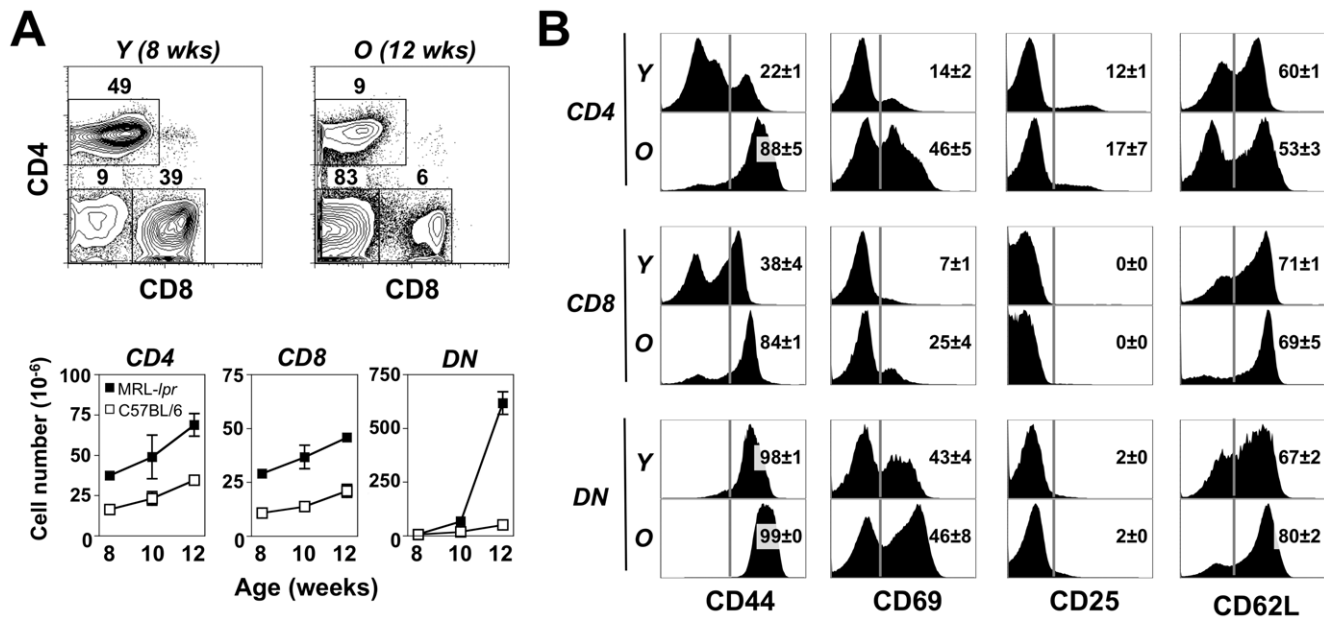 A
Y (8 wks)
O (12 wks)
49
9
9
39
83
6
CD4
CD8
CD8
CD4
CD8
DN
Cell number (10-6)
100
75
50
25
0
75
50
25
0
750
500
250
0
MRL-lpr
C57BL/6
8 10 12
8 10 12
8 10 12
Age (weeks)
B
CD4
Y
22±1
14±2
12±1
60±1
O
88±5
46±5
17±7
53±3
CD8
Y
38±4
7±1
0±0
71±1
O
84±1
25±4
0±0
69±5
DN
Y
98±1
43±4
2±0
67±2
O
99±0
46±8
2±0
80±2
CD44
CD69
CD25
CD62L